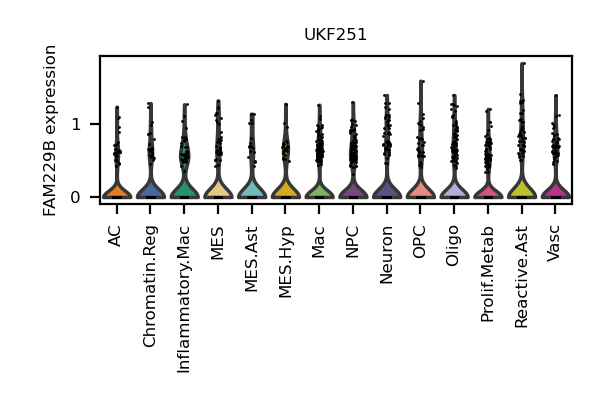 UKF251
FAM229B expression
1
0
AC
Chromatin.Reg
Inflammatory.Mac
MES
MES.Ast
MES.Hyp
Mac
NPC
Neuron
OPC
Oligo
Prolif.Metab
Reactive.Ast
Vasc